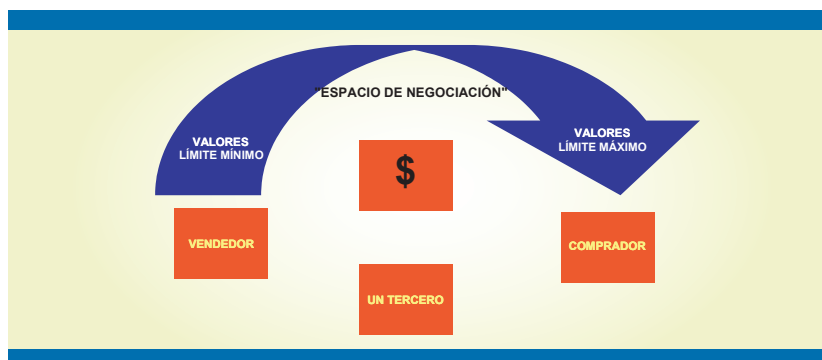 "ESPACIO DE NEGOCIACIÓN"
VALORES
LÍMITE MÍNIMO
VALORES
LÍMITE MÁXIMO
$
VENDEDOR
COMPRADOR
UN TERCERO